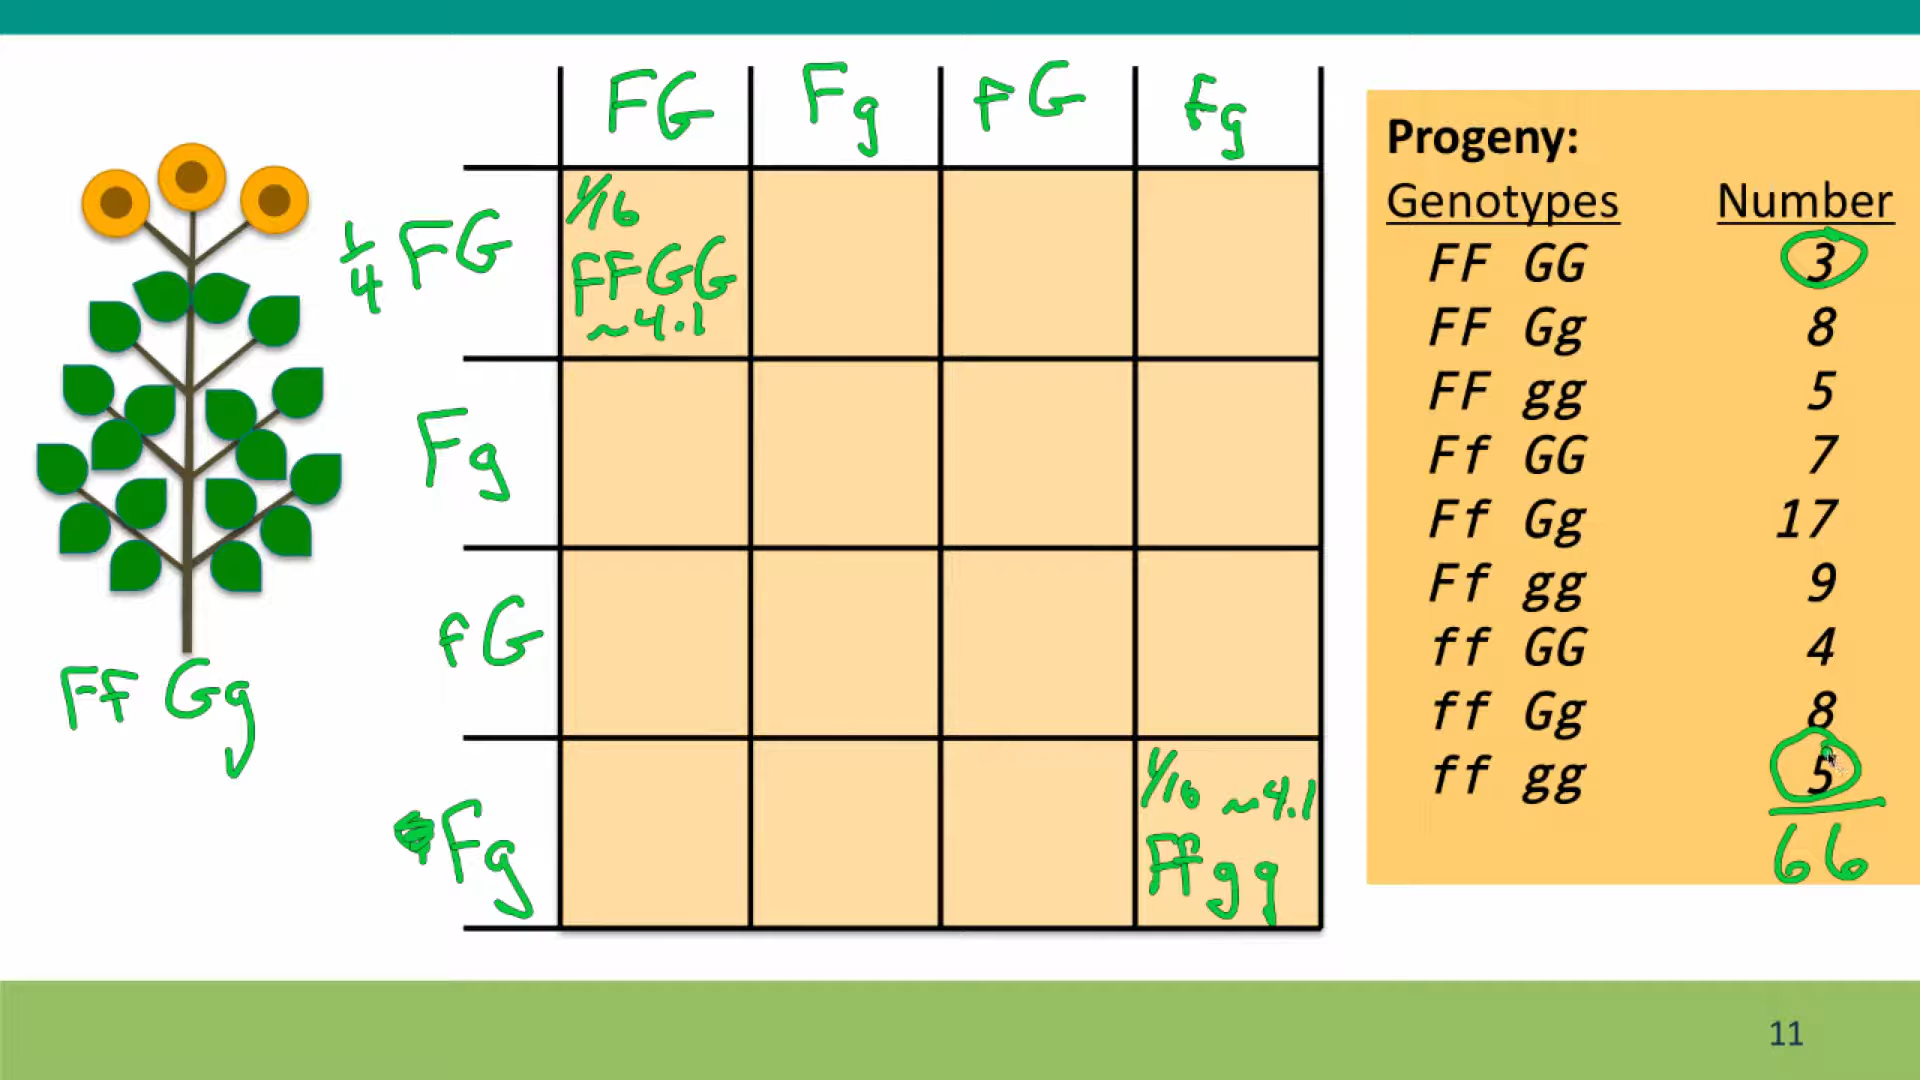 FG Fg fG fg
1/4 FG
1/16
FFGG
~4.1
Fg
fG
Fg
1/16 ~4.1
ffgg
Ff Gg
Progeny:
Genotypes Number
FF GG 3
FF Gg 8
FF gg 5
Ff GG 7
Ff Gg 17
Ff gg 9
ff GG 4
ff Gg 8
ff gg 5
66
11